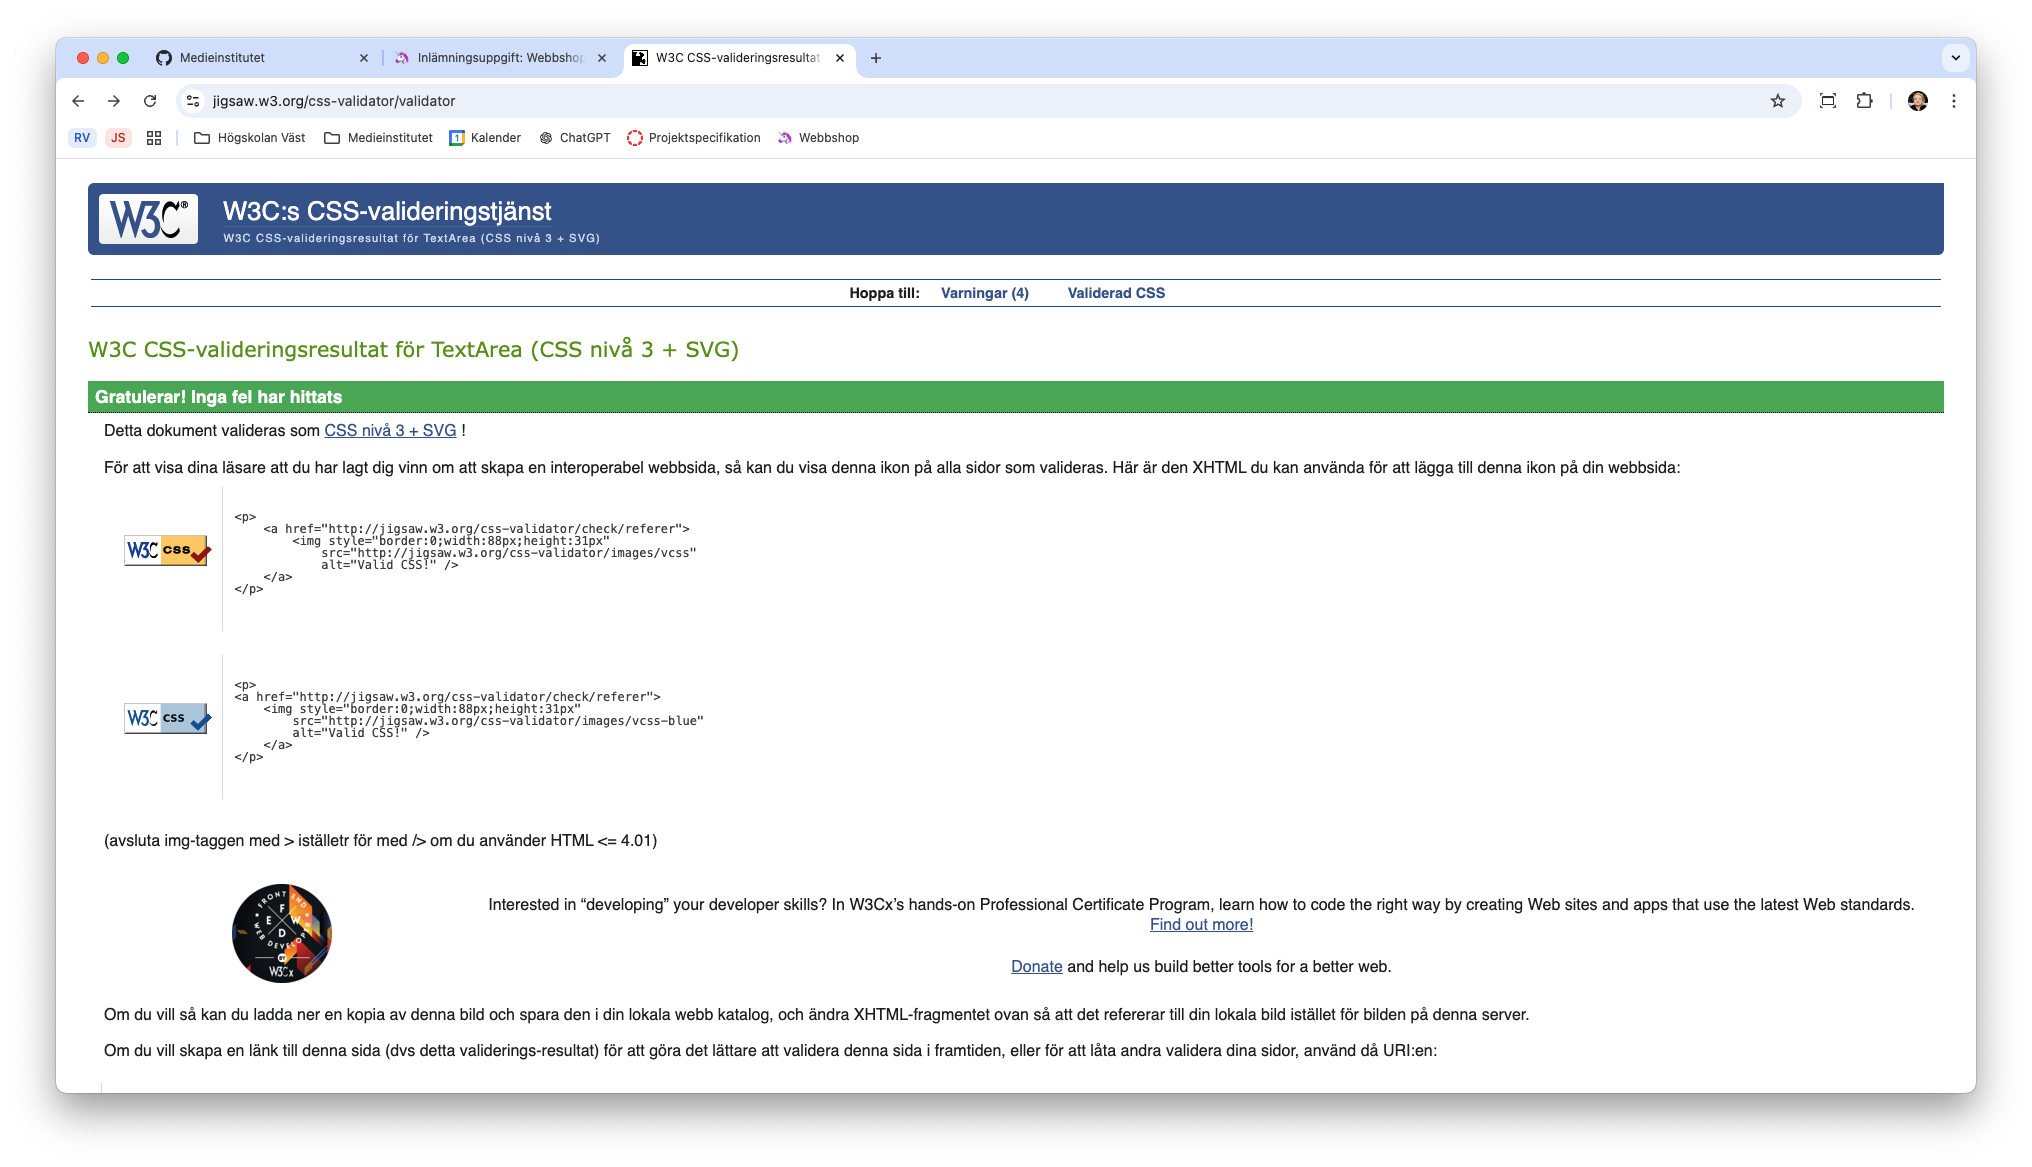 Medieinstitutet
Inlämningsuppgift: Webbshop
W3C CSS-valideringsresultat
jigsaw.w3.org/css-validator/validator
RV
JS
Högskolan Väst
Medieinstitutet
1
Kalender
ChatGPT
Projektspecifikation
Webbshop
W3C®
W3C:s CSS-valideringstjänst
W3C CSS-valideringsresultat för TextArea (CSS nivå 3 + SVG)
Hoppa till: Varningar (4) Validerad CSS
W3C CSS-valideringsresultat för TextArea (CSS nivå 3 + SVG)
Gratulerar! Inga fel har hittats
Detta dokument valideras som CSS nivå 3 + SVG !
För att visa dina läsare att du har lagt dig vinn om att skapa en interoperabel webbsida, så kan du visa denna ikon på alla sidor som valideras. Här är den XHTML du kan använda för att lägga till denna ikon på din webbsida:
W3C css
<p>
<a href="http://jigsaw.w3.org/css-validator/check/referer">
<img style="border:0;width:88px;height:31px"
src="http://jigsaw.w3.org/css-validator/images/vcss"
alt="Valid CSS!" />
</a>
</p>
W3C css
<p>
<a href="http://jigsaw.w3.org/css-validator/check/referer">
<img style="border:0;width:88px;height:31px"
src="http://jigsaw.w3.org/css-validator/images/vcss-blue"
alt="Valid CSS!" />
</a>
</p>
(avsluta img-taggen med > iställetr för med /> om du använder HTML <= 4.01)
FRONT END
F E W D
WEB DEVELOPER
W3Cx
Interested in “developing” your developer skills? In W3Cx’s hands-on Professional Certificate Program, learn how to code the right way by creating Web sites and apps that use the latest Web standards.
Find out more!
Donate and help us build better tools for a better web.
Om du vill så kan du ladda ner en kopia av denna bild och spara den i din lokala webb katalog, och ändra XHTML-fragmentet ovan så att det refererar till din lokala bild istället för bilden på denna server.
Om du vill skapa en länk till denna sida (dvs detta validerings-resultat) för att göra det lättare att validera denna sida i framtiden, eller för att låta andra validera dina sidor, använd då URI:en: